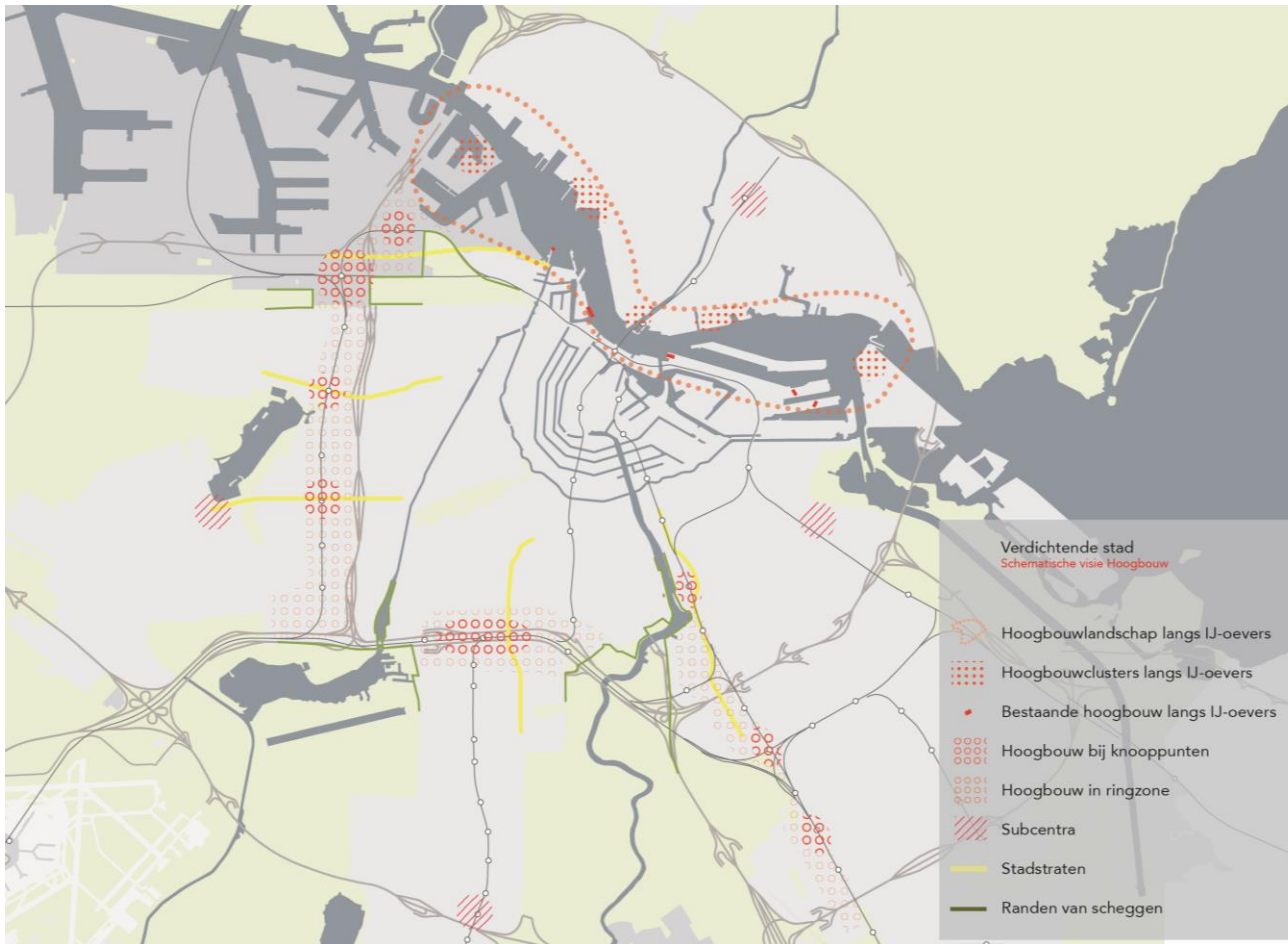 Verdichtende stad
Schematische visie Hoogbouw
Hoogbouwlandschap langs IJ-oevers
Hoogbouwclusters langs IJ-oevers
Bestaande hoogbouw langs IJ-oevers
Hoogbouw bij knooppunten
Hoogbouw in ringzone
Subcentra
Stadstraten
Randen van scheggen